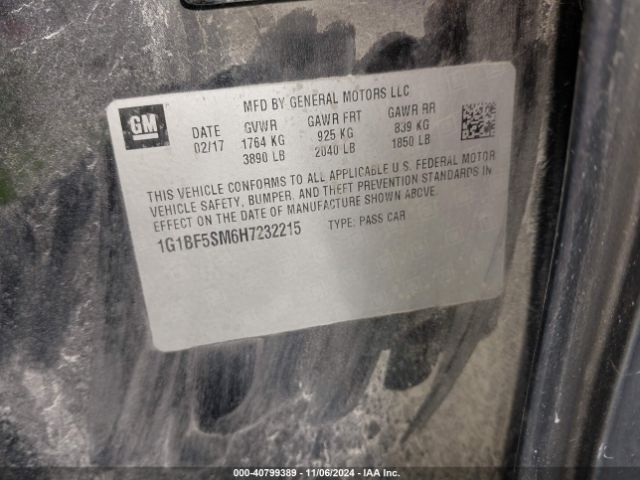 GM
MFD BY GENERAL MOTORS LLC
DATE GVWR GAWR FRT GAWR RR
02/17 1764 KG 925 KG 839 KG
3890 LB 2040 LB 1850 LB
THIS VEHICLE CONFORMS TO ALL APPLICABLE U.S. FEDERAL MOTOR
VEHICLE SAFETY, BUMPER, AND THEFT PREVENTION STANDARDS IN
EFFECT ON THE DATE OF MANUFACTURE SHOWN ABOVE.
1G1BF5SM6H7232215 TYPE: PASS CAR
000-40799389 - 11/06/2024 - IAA Inc.